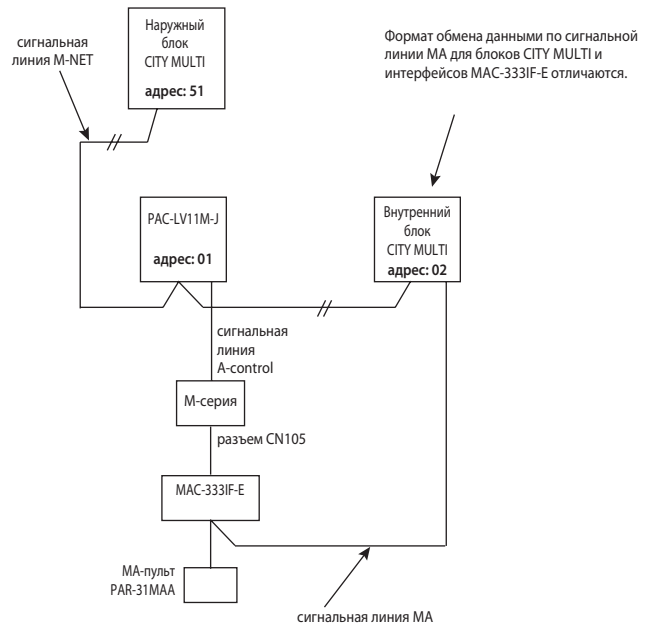 Наружный
блок
CITY MULTI
адрес: 51
сигнальная
линия M-NET
Формат обмена данными по сигнальной
линии МА для блоков CITY MULTI и
интерфейсов MAC-333IF-E отличаются.
PAC-LV11M-J
адрес: 01
Внутренний
блок
CITY MULTI
адрес: 02
сигнальная
линия
A-control
М-серия
разъем CN105
MAC-333IF-E
МА-пульт
PAR-31MAA
сигнальная линия МА